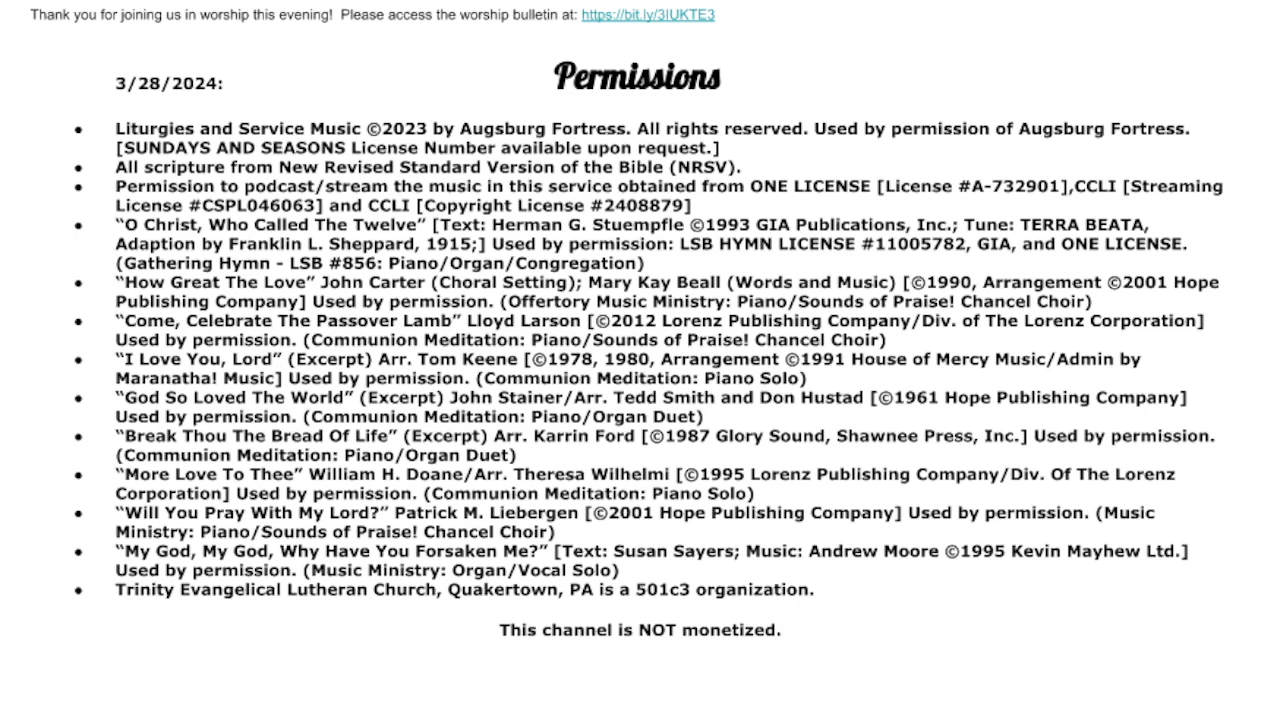 Thank you for joining us in worship this evening!  Please access the worship bulletin at: https://bit.ly/3IUKTE3
Permissions
3/28/2024:
• Liturgies and Service Music ©2023 by Augsburg Fortress. All rights reserved. Used by permission of Augsburg Fortress.
[SUNDAYS AND SEASONS License Number available upon request.]
• All scripture from New Revised Standard Version of the Bible (NRSV).
• Permission to podcast/stream the music in this service obtained from ONE LICENSE [License #A-732901],CCLI [Streaming
License #CSPL046063] and CCLI [Copyright License #2408879]
• “O Christ, Who Called The Twelve” [Text: Herman G. Stuempfle ©1993 GIA Publications, Inc.; Tune: TERRA BEATA,
Adaption by Franklin L. Sheppard, 1915;] Used by permission: LSB HYMN LICENSE #11005782, GIA, and ONE LICENSE.
(Gathering Hymn - LSB #856: Piano/Organ/Congregation)
• “How Great The Love” John Carter (Choral Setting); Mary Kay Beall (Words and Music) [©1990, Arrangement ©2001 Hope
Publishing Company] Used by permission. (Offertory Music Ministry: Piano/Sounds of Praise! Chancel Choir)
• “Come, Celebrate The Passover Lamb” Lloyd Larson [©2012 Lorenz Publishing Company/Div. of The Lorenz Corporation]
Used by permission. (Communion Meditation: Piano/Sounds of Praise! Chancel Choir)
• “I Love You, Lord” (Excerpt) Arr. Tom Keene [©1978, 1980, Arrangement ©1991 House of Mercy Music/Admin by
Maranatha! Music] Used by permission. (Communion Meditation: Piano Solo)
• “God So Loved The World” (Excerpt) John Stainer/Arr. Tedd Smith and Don Hustad [©1961 Hope Publishing Company]
Used by permission. (Communion Meditation: Piano/Organ Duet)
• “Break Thou The Bread Of Life” (Excerpt) Arr. Karrin Ford [©1987 Glory Sound, Shawnee Press, Inc.] Used by permission.
(Communion Meditation: Piano/Organ Duet)
• “More Love To Thee” William H. Doane/Arr. Theresa Wilhelmi [©1995 Lorenz Publishing Company/Div. Of The Lorenz
Corporation] Used by permission. (Communion Meditation: Piano Solo)
• “Will You Pray With My Lord?” Patrick M. Liebergen [©2001 Hope Publishing Company] Used by permission. (Music
Ministry: Piano/Sounds of Praise! Chancel Choir)
• “My God, My God, Why Have You Forsaken Me?” [Text: Susan Sayers; Music: Andrew Moore ©1995 Kevin Mayhew Ltd.]
Used by permission. (Music Ministry: Organ/Vocal Solo)
• Trinity Evangelical Lutheran Church, Quakertown, PA is a 501c3 organization.
This channel is NOT monetized.